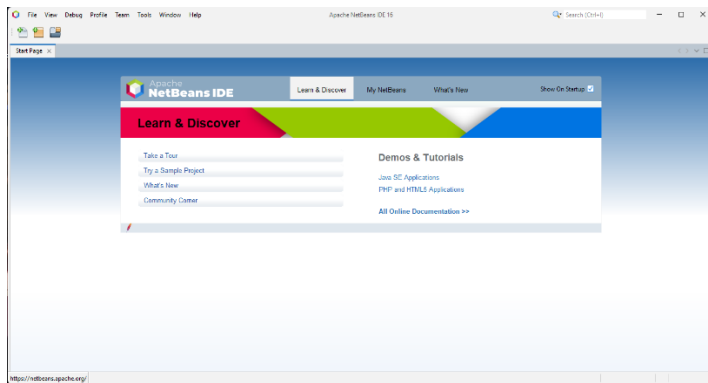 File View Debug Profile Team Tools Window Help Apache NetBeans IDE 16 Search (Ctrl+I)
Start Page
Apache
NetBeans IDE Learn & Discover My NetBeans What's New Show On Startup
Learn & Discover
Take a Tour
Try a Sample Project
What's New
Community Corner
Demos & Tutorials
Java SE Applications
PHP and HTML5 Applications
All Online Documentation >>
https://netbeans.apache.org/